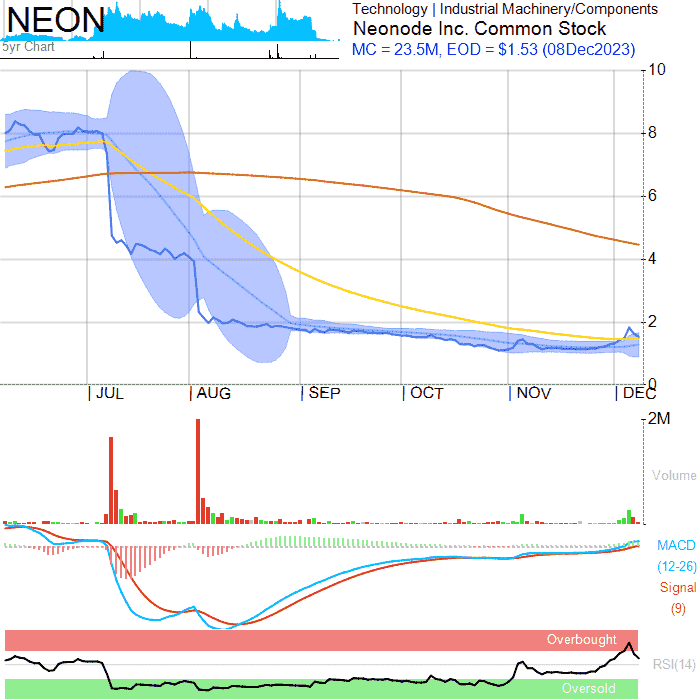 NEON
5yr Chart
Technology | Industrial Machinery/Components
Neonode Inc. Common Stock
MC = 23.5M, EOD = $1.53 (08Dec2023)
10
8
6
4
2
0
JUL
AUG
SEP
OCT
NOV
DEC
2M
Volume
MACD
(12-26)
Signal
(9)
Overbought
RSI(14)
Oversold